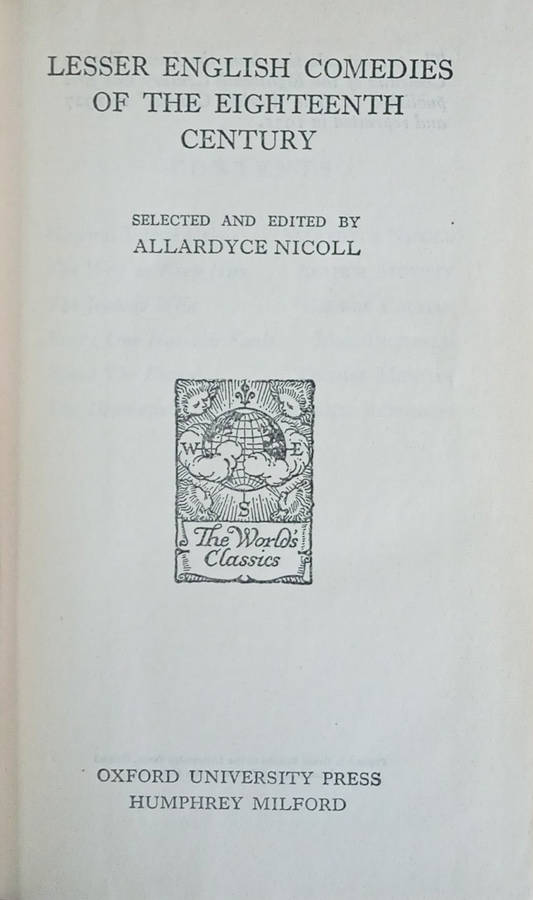 LESSER ENGLISH COMEDIES
OF THE EIGHTEENTH
CENTURY
SELECTED AND EDITED BY
ALLARDYCE NICOLL
W E
S
The World's
Classics
OXFORD UNIVERSITY PRESS
HUMPHREY MILFORD